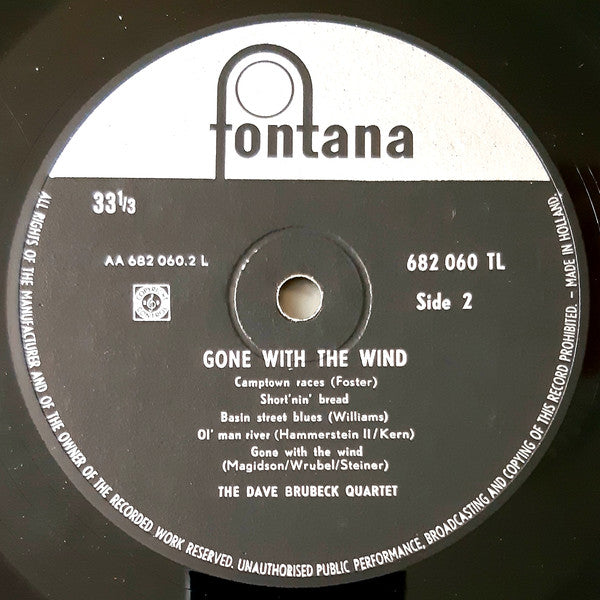 fontana
33 1/3
AA 682 060.2 L
682 060 TL
Side 2
GONE WITH THE WIND
Camptown races (Foster)
Short'nin' bread
Basin street blues (Williams)
Ol' man river (Hammerstein II/Kern)
Gone with the wind
(Magidson/Wrubel/Steiner)
THE DAVE BRUBECK QUARTET
ALL RIGHTS OF THE MANUFACTURER AND OF THE OWNER OF THE RECORDED WORK RESERVED. UNAUTHORISED PUBLIC PERFORMANCE, BROADCASTING AND COPYING OF THIS RECORD PROHIBITED. – MADE IN HOLLAND.